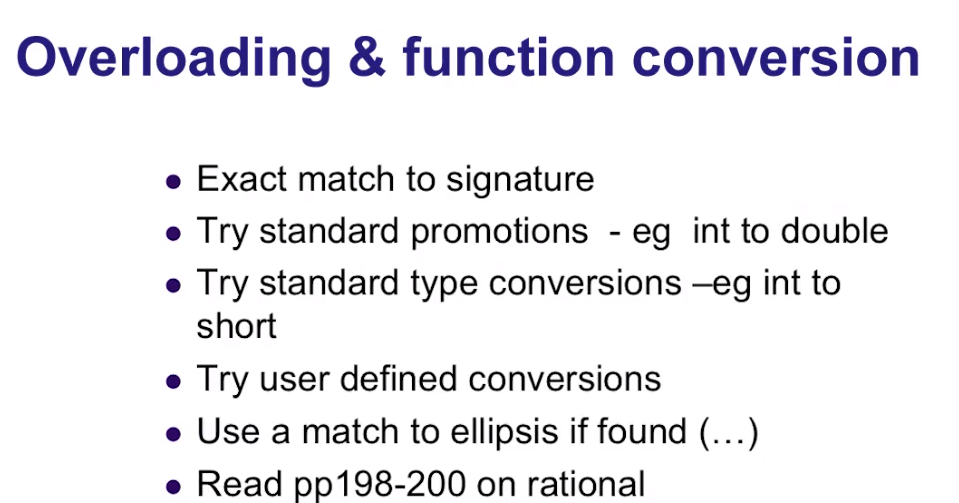 Overloading & function conversion
● Exact match to signature
● Try standard promotions - eg int to double
● Try standard type conversions –eg int to
short
● Try user defined conversions
● Use a match to ellipsis if found (…)
● Read pp198-200 on rational